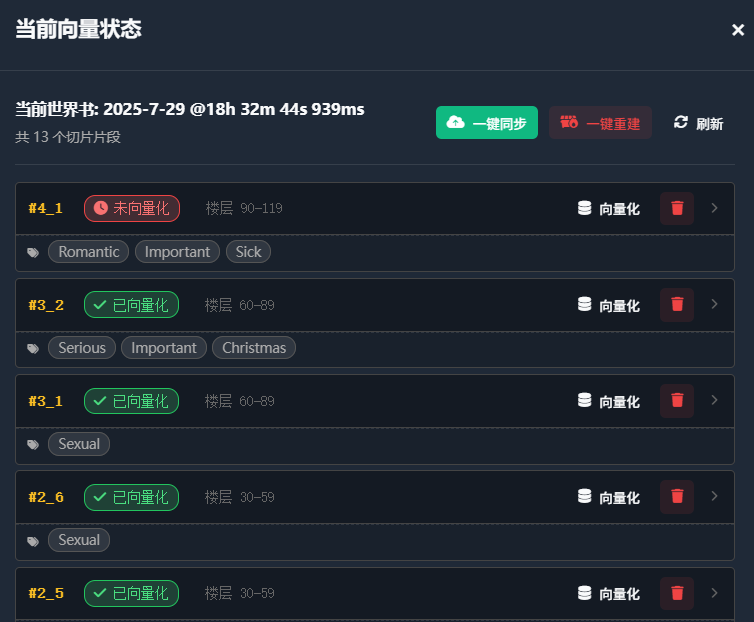 当前向量状态
当前世界书: 2025-7-29 @18h 32m 44s 939ms
共 13 个切片片段
一键同步
一键重建
刷新
#4_1 未向量化 楼层 90-119 向量化
Romantic Important Sick
#3_2 已向量化 楼层 60-89 向量化
Serious Important Christmas
#3_1 已向量化 楼层 60-89 向量化
Sexual
#2_6 已向量化 楼层 30-59 向量化
Sexual
#2_5 已向量化 楼层 30-59 向量化